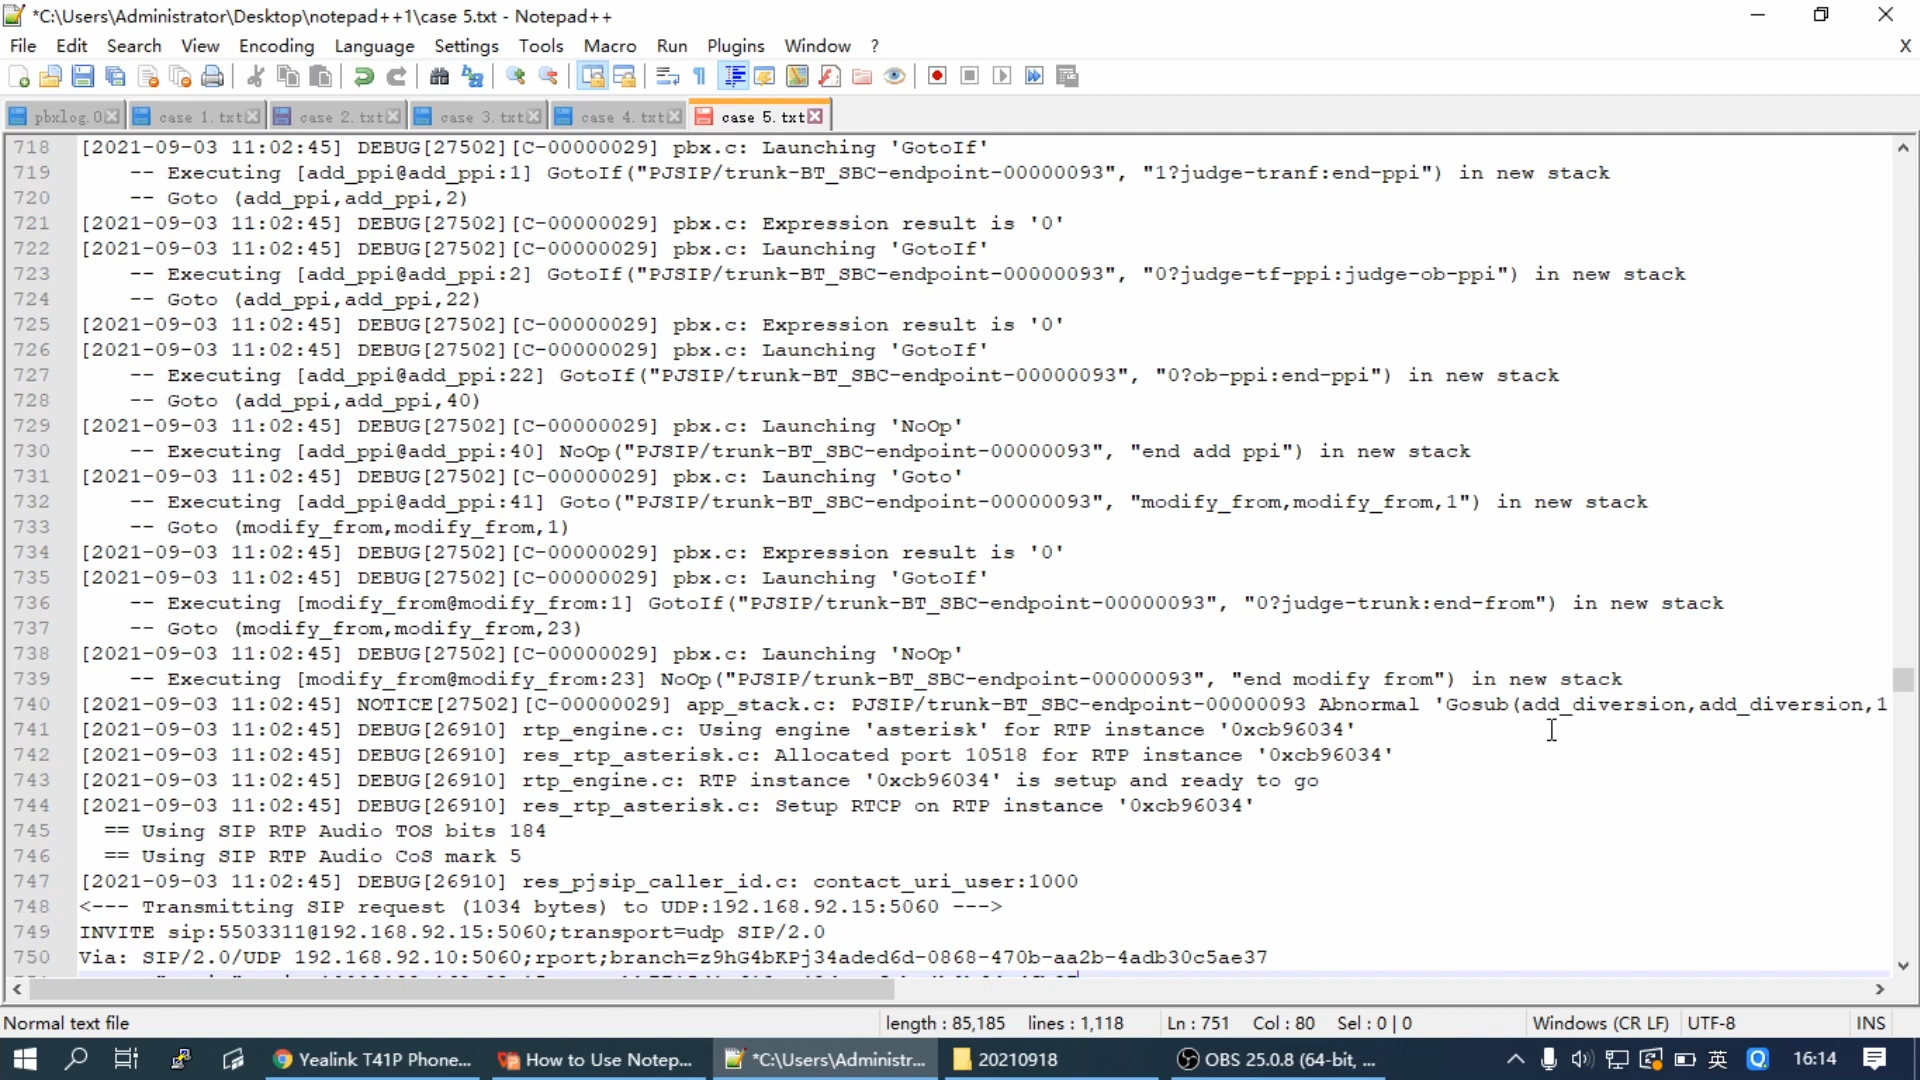 *C:\Users\Administrator\Desktop\notepad++1\case 5.txt - Notepad++
File Edit Search View Encoding Language Settings Tools Macro Run Plugins Window ? X
pbxlog.0 case 1.txt case 2.txt case 3.txt case 4.txt case 5.txt
718 [2021-09-03 11:02:45] DEBUG[27502][C-00000029] pbx.c: Launching 'GotoIf'
719 -- Executing [add_ppi@add_ppi:1] GotoIf("PJSIP/trunk-BT_SBC-endpoint-00000093", "1?judge-tranf:end-ppi") in new stack
720 -- Goto (add_ppi,add_ppi,2)
721 [2021-09-03 11:02:45] DEBUG[27502][C-00000029] pbx.c: Expression result is '0'
722 [2021-09-03 11:02:45] DEBUG[27502][C-00000029] pbx.c: Launching 'GotoIf'
723 -- Executing [add_ppi@add_ppi:2] GotoIf("PJSIP/trunk-BT_SBC-endpoint-00000093", "0?judge-tf-ppi:judge-ob-ppi") in new stack
724 -- Goto (add_ppi,add_ppi,22)
725 [2021-09-03 11:02:45] DEBUG[27502][C-00000029] pbx.c: Expression result is '0'
726 [2021-09-03 11:02:45] DEBUG[27502][C-00000029] pbx.c: Launching 'GotoIf'
727 -- Executing [add_ppi@add_ppi:22] GotoIf("PJSIP/trunk-BT_SBC-endpoint-00000093", "0?ob-ppi:end-ppi") in new stack
728 -- Goto (add_ppi,add_ppi,40)
729 [2021-09-03 11:02:45] DEBUG[27502][C-00000029] pbx.c: Launching 'NoOp'
730 -- Executing [add_ppi@add_ppi:40] NoOp("PJSIP/trunk-BT_SBC-endpoint-00000093", "end add ppi") in new stack
731 [2021-09-03 11:02:45] DEBUG[27502][C-00000029] pbx.c: Launching 'Goto'
732 -- Executing [add_ppi@add_ppi:41] Goto("PJSIP/trunk-BT_SBC-endpoint-00000093", "modify_from,modify_from,1") in new stack
733 -- Goto (modify_from,modify_from,1)
734 [2021-09-03 11:02:45] DEBUG[27502][C-00000029] pbx.c: Expression result is '0'
735 [2021-09-03 11:02:45] DEBUG[27502][C-00000029] pbx.c: Launching 'GotoIf'
736 -- Executing [modify_from@modify_from:1] GotoIf("PJSIP/trunk-BT_SBC-endpoint-00000093", "0?judge-trunk:end-from") in new stack
737 -- Goto (modify_from,modify_from,23)
738 [2021-09-03 11:02:45] DEBUG[27502][C-00000029] pbx.c: Launching 'NoOp'
739 -- Executing [modify_from@modify_from:23] NoOp("PJSIP/trunk-BT_SBC-endpoint-00000093", "end modify from") in new stack
740 [2021-09-03 11:02:45] NOTICE[27502][C-00000029] app_stack.c: PJSIP/trunk-BT_SBC-endpoint-00000093 Abnormal 'Gosub(add_diversion,add_diversion,1
741 [2021-09-03 11:02:45] DEBUG[26910] rtp_engine.c: Using engine 'asterisk' for RTP instance '0xcb96034'
742 [2021-09-03 11:02:45] DEBUG[26910] res_rtp_asterisk.c: Allocated port 10518 for RTP instance '0xcb96034'
743 [2021-09-03 11:02:45] DEBUG[26910] rtp_engine.c: RTP instance '0xcb96034' is setup and ready to go
744 [2021-09-03 11:02:45] DEBUG[26910] res_rtp_asterisk.c: Setup RTCP on RTP instance '0xcb96034'
745 == Using SIP RTP Audio TOS bits 184
746 == Using SIP RTP Audio CoS mark 5
747 [2021-09-03 11:02:45] DEBUG[26910] res_pjsip_caller_id.c: contact_uri_user:1000
748 <--- Transmitting SIP request (1034 bytes) to UDP:192.168.92.15:5060 --->
749 INVITE sip:5503311@192.168.92.15:5060;transport=udp SIP/2.0
750 Via: SIP/2.0/UDP 192.168.92.10:5060;rport;branch=z9hG4bKPj34aded6d-0868-470b-aa2b-4adb30c5ae37
Normal text file length : 85,185 lines : 1,118 Ln : 751 Col : 80 Sel : 0 | 0 Windows (CR LF) UTF-8 INS
Yealink T41P Phone... How to Use Notep... *C:\Users\Administr... 20210918 OBS 25.0.8 (64-bit, ... 英 16:14